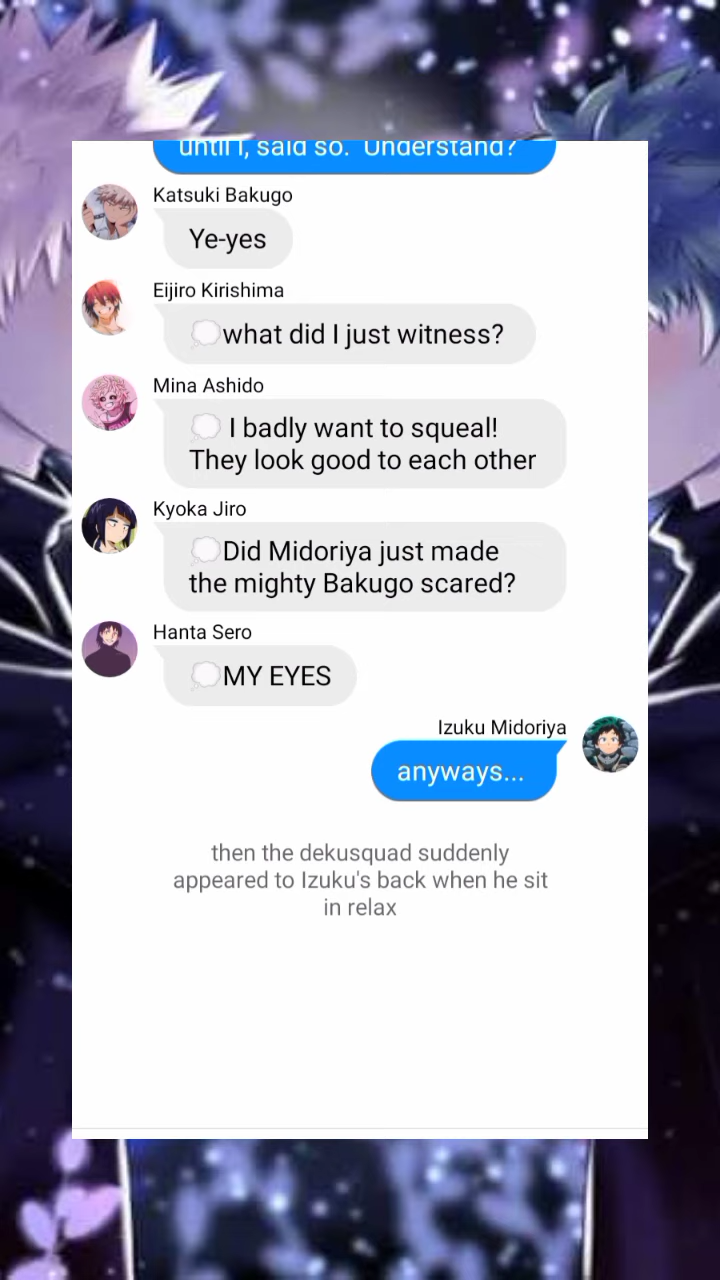 until I, said so. Understand?
Katsuki Bakugo
Ye-yes
Eijiro Kirishima
💭what did I just witness?
Mina Ashido
💭 I badly want to squeal!
They look good to each other
Kyoka Jiro
💭Did Midoriya just made
the mighty Bakugo scared?
Hanta Sero
💭MY EYES
Izuku Midoriya
anyways...
then the dekusquad suddenly
appeared to Izuku's back when he sit
in relax